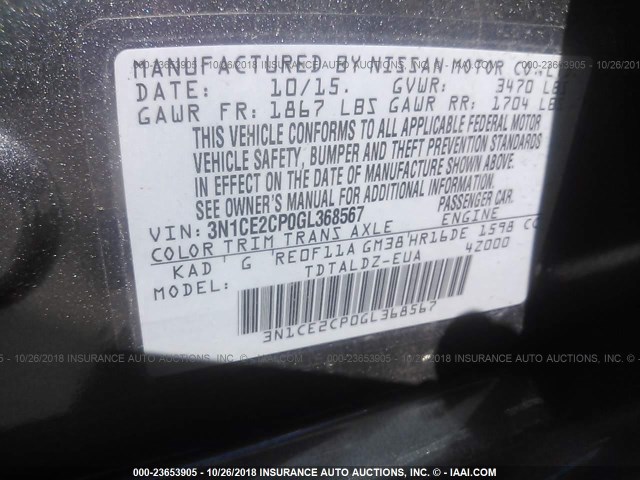 MANUFACTURED BY NISSAN MOTOR CO.,
DATE: 10/15. GVWR: 3470 LBS
GAWR FR: 1867 LBS GAWR RR: 1704 LBS
THIS VEHICLE CONFORMS TO ALL APPLICABLE FEDERAL MOTOR
VEHICLE SAFETY, BUMPER AND THEFT PREVENTION STANDARDS
IN EFFECT ON THE DATE OF MANUFACTURE SHOWN ABOVE.
SEE OWNER'S MANUAL FOR ADDITIONAL INFORMATION.
VIN: 3N1CE2CP0GL368567 PASSENGER CAR.
COLOR TRIM TRANS AXLE ENGINE
KAD G RE0F11A GM38 HR16DE 1598 CC
MODEL: TDTALDZ-EUA 4Z000
3N1CE2CP0GL368567
000-23653905 - 10/26/2018 INSURANCE AUTO AUCTIONS, INC. - IAAI.COM